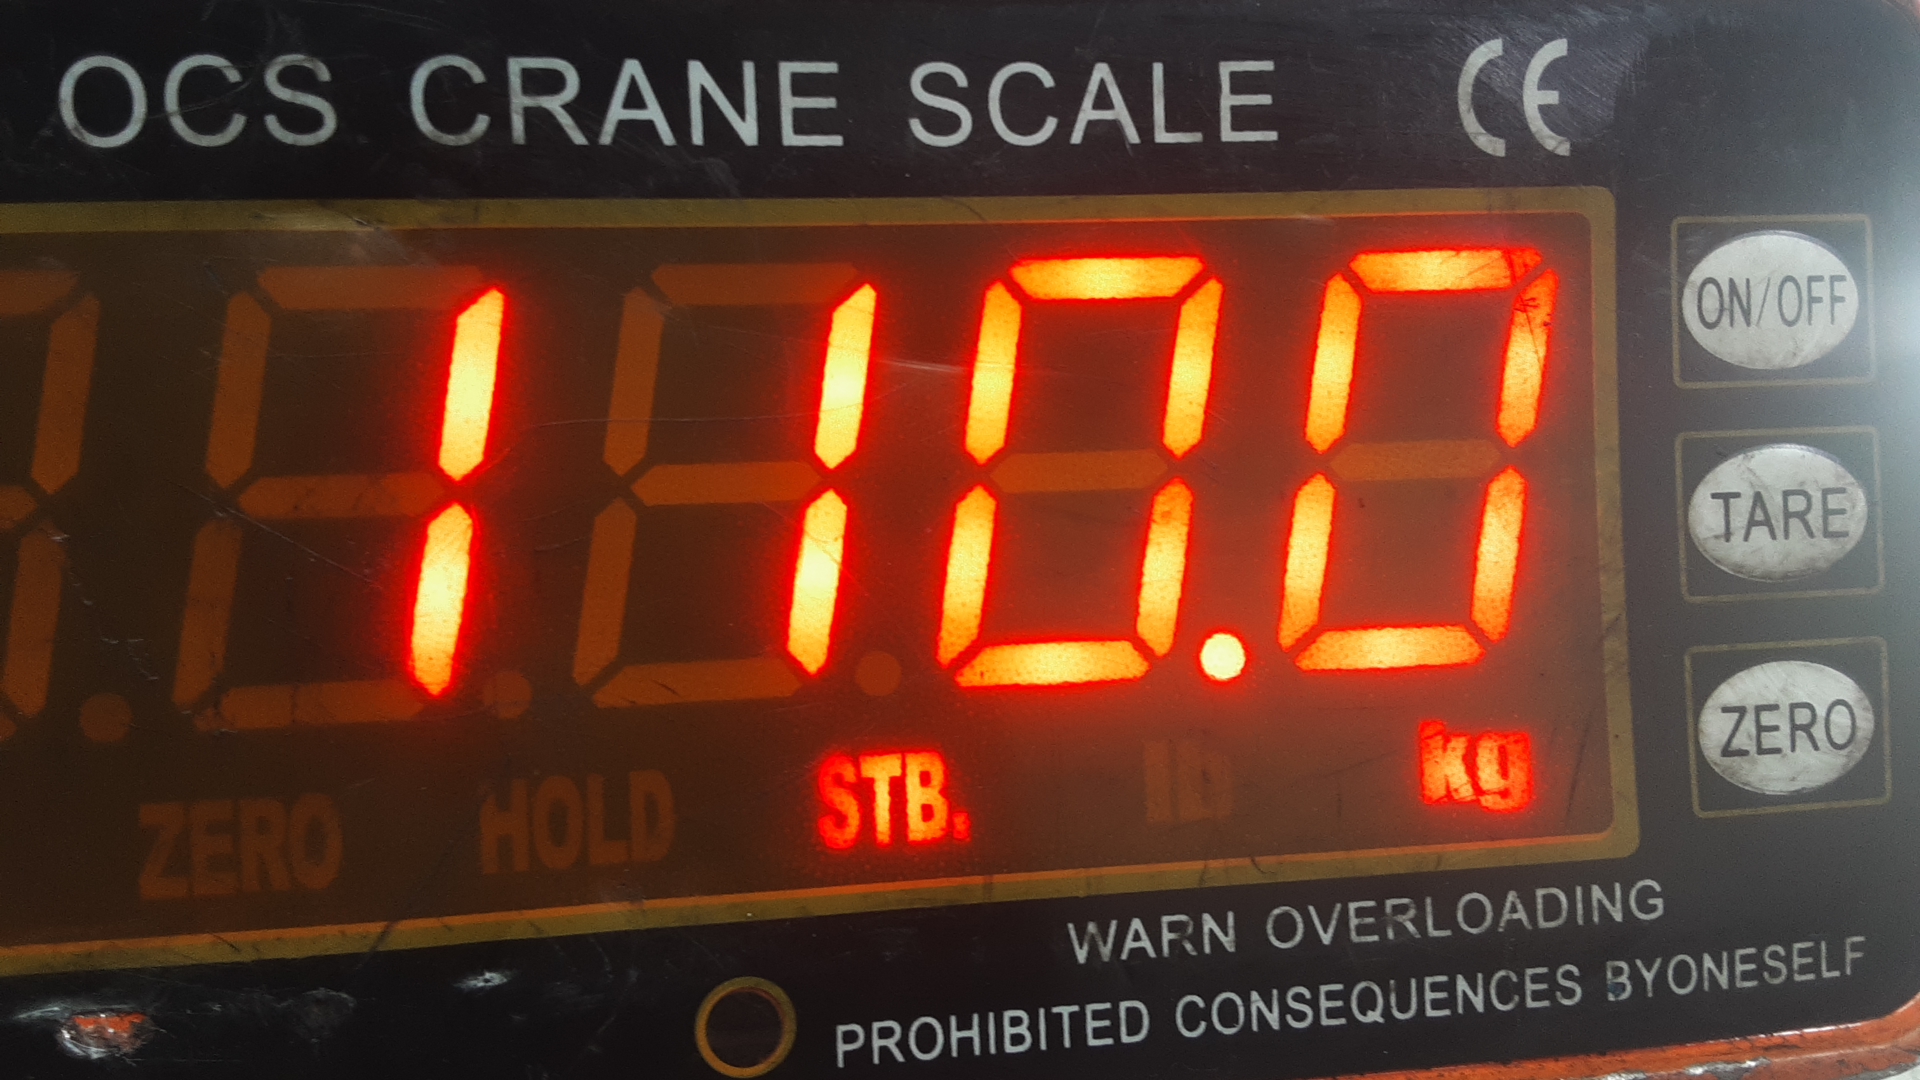 OCS CRANE SCALE CE
110.0
ON/OFF
TARE
ZERO
ZERO HOLD STB. lb kg
WARN OVERLOADING
PROHIBITED CONSEQUENCES BYONESELF